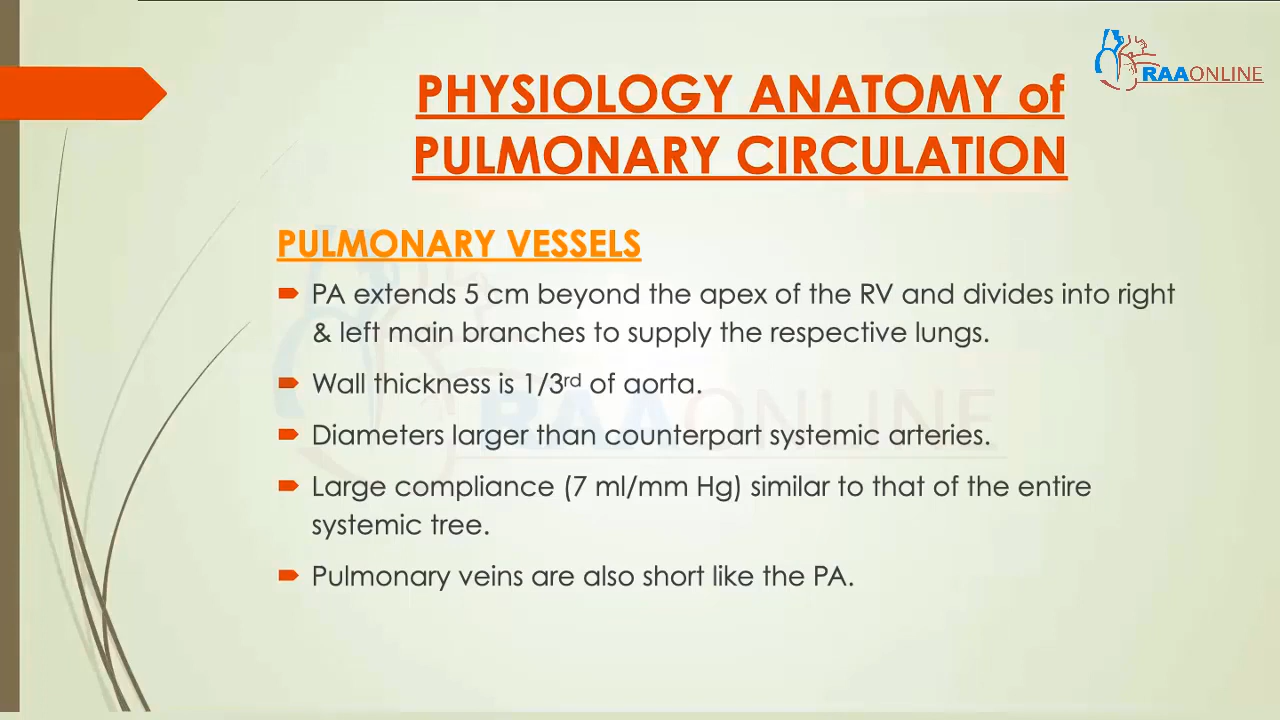 RAAONLINE
PHYSIOLOGY ANATOMY of
PULMONARY CIRCULATION
PULMONARY VESSELS
PA extends 5 cm beyond the apex of the RV and divides into right
& left main branches to supply the respective lungs.
Wall thickness is 1/3rd of aorta.
Diameters larger than counterpart systemic arteries.
Large compliance (7 ml/mm Hg) similar to that of the entire
systemic tree.
Pulmonary veins are also short like the PA.
RAAONLINE